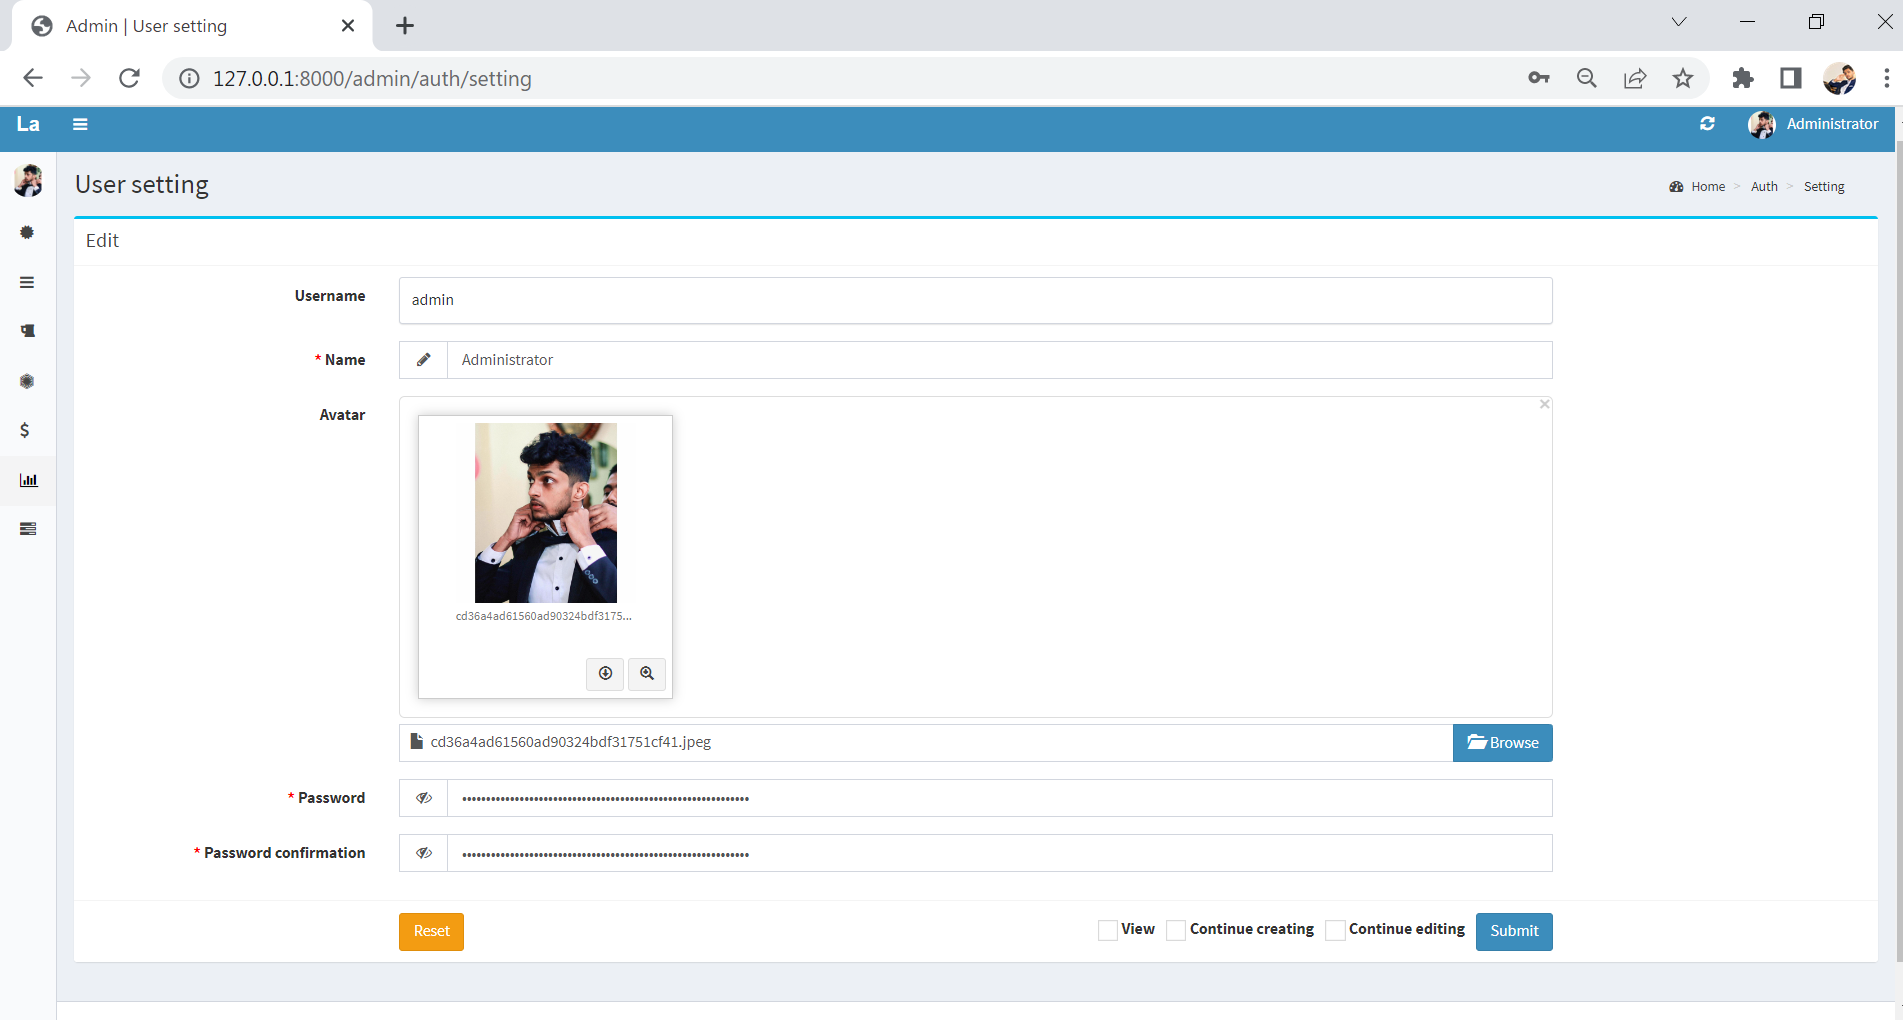 Admin | User setting
127.0.0.1:8000/admin/auth/setting
La
Administrator
User setting
Home > Auth > Setting
Edit
Username
admin
* Name
Administrator
Avatar
×
cd36a4ad61560ad90324bdf3175...
cd36a4ad61560ad90324bdf31751cf41.jpeg
Browse
* Password
* Password confirmation
Reset
View Continue creating Continue editing Submit